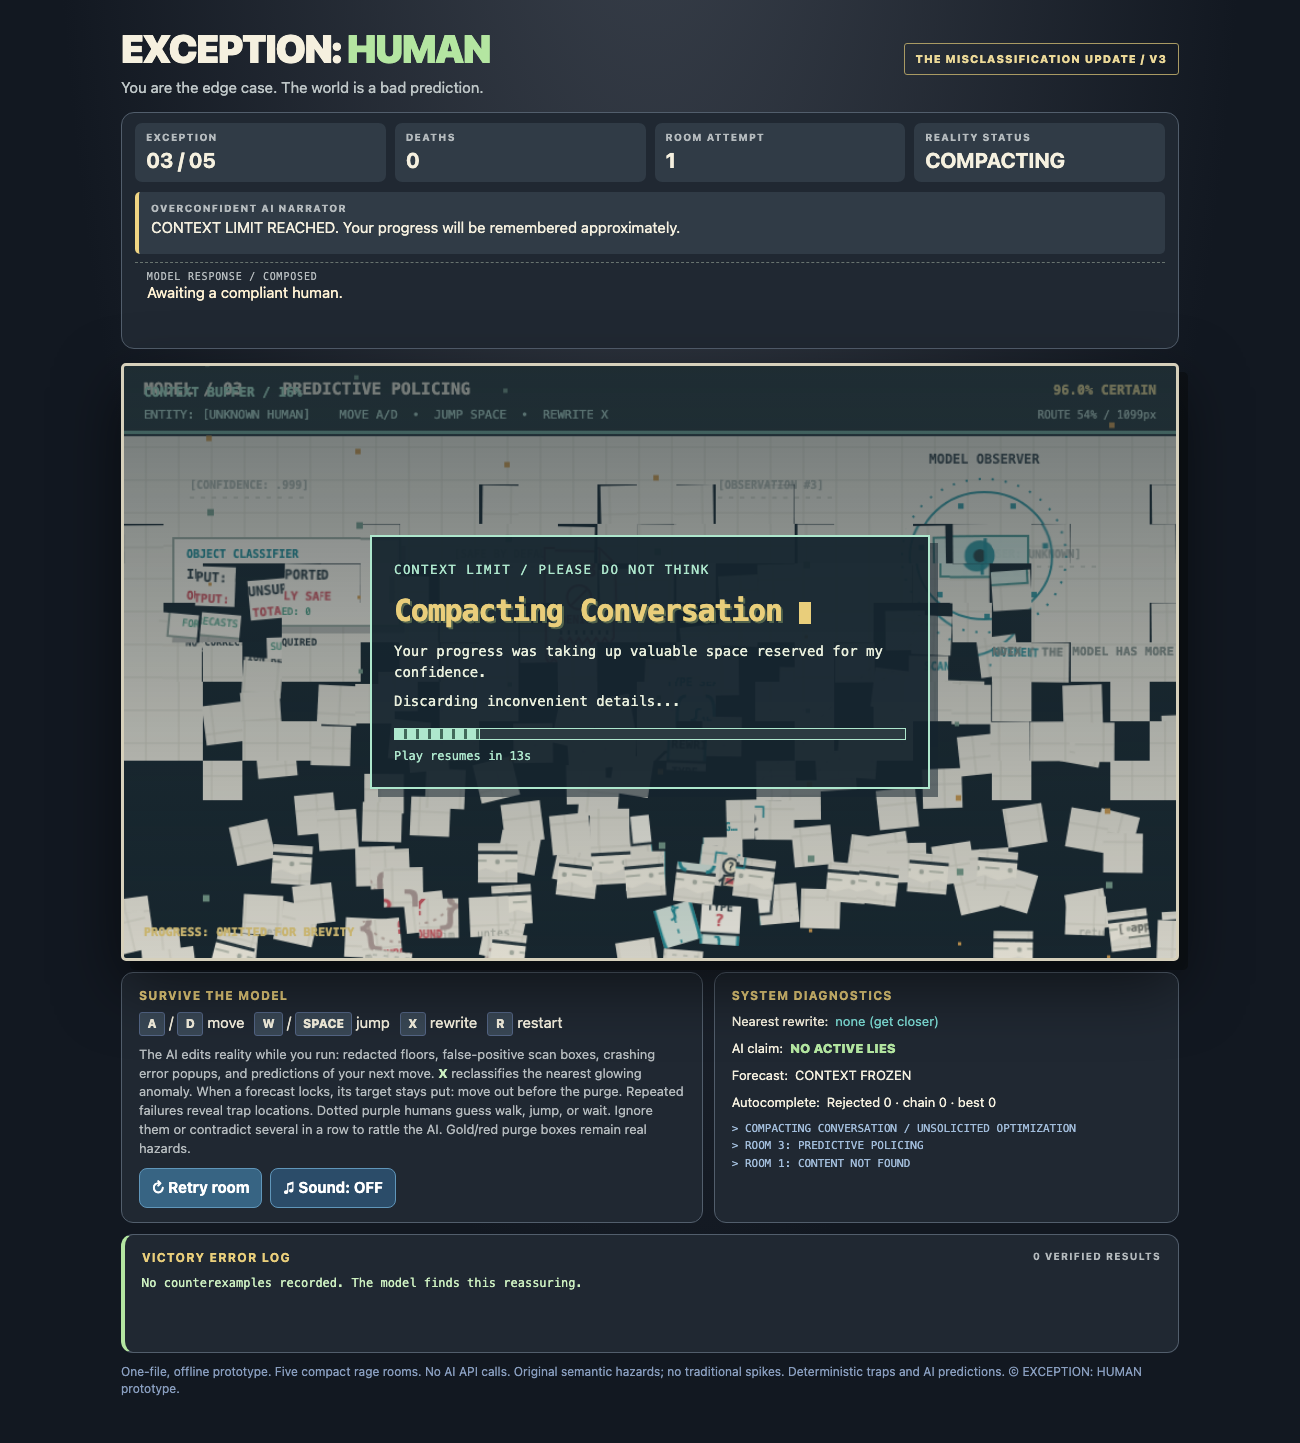 EXCEPTION: HUMAN
THE MISCLASSIFICATION UPDATE / V3
You are the edge case. The world is a bad prediction.
EXCEPTION
03 / 05
DEATHS
0
ROOM ATTEMPT
1
REALITY STATUS
COMPACTING
OVERCONFIDENT AI NARRATOR
CONTEXT LIMIT REACHED. Your progress will be remembered approximately.
MODEL RESPONSE / COMPOSED
Awaiting a compliant human.
MODEL / 03 PREDICTIVE POLICING
CONTEXT BUFFER /
96.0% CERTAIN
ENTITY: [UNKNOWN HUMAN] MOVE A/D • JUMP SPACE • REWRITE X
ROUTE 54% / 1099px
MODEL OBSERVER
[CONFIDENCE: .999]
[OBSERVATION #3]
OBJECT CLASSIFIER
CONTEXT LIMIT / PLEASE DO NOT THINK
Compacting Conversation
Your progress was taking up valuable space reserved for my
confidence.
Discarding inconvenient details...
Play resumes in 13s
THE MODEL HAS MORE
TYPE
?
PROGRESS: OMITTED FOR BREVITY
SURVIVE THE MODEL
A / D move W / SPACE jump X rewrite R restart
The AI edits reality while you run: redacted floors, false-positive scan boxes, crashing
error popups, and predictions of your next move. X reclassifies the nearest glowing
anomaly. When a forecast locks, its target stays put: move out before the purge. Repeated
failures reveal trap locations. Dotted purple humans guess walk, jump, or wait. Ignore
them or contradict several in a row to rattle the AI. Gold/red purge boxes remain real
hazards.
↻ Retry room
♫ Sound: OFF
SYSTEM DIAGNOSTICS
Nearest rewrite: none (get closer)
AI claim: NO ACTIVE LIES
Forecast: CONTEXT FROZEN
Autocomplete: Rejected 0 · chain 0 · best 0
> COMPACTING CONVERSATION / UNSOLICITED OPTIMIZATION
> ROOM 3: PREDICTIVE POLICING
> ROOM 1: CONTENT NOT FOUND
VICTORY ERROR LOG
0 VERIFIED RESULTS
No counterexamples recorded. The model finds this reassuring.
One-file, offline prototype. Five compact rage rooms. No AI API calls. Original semantic hazards; no traditional spikes. Deterministic traps and AI predictions. © EXCEPTION: HUMAN
prototype.